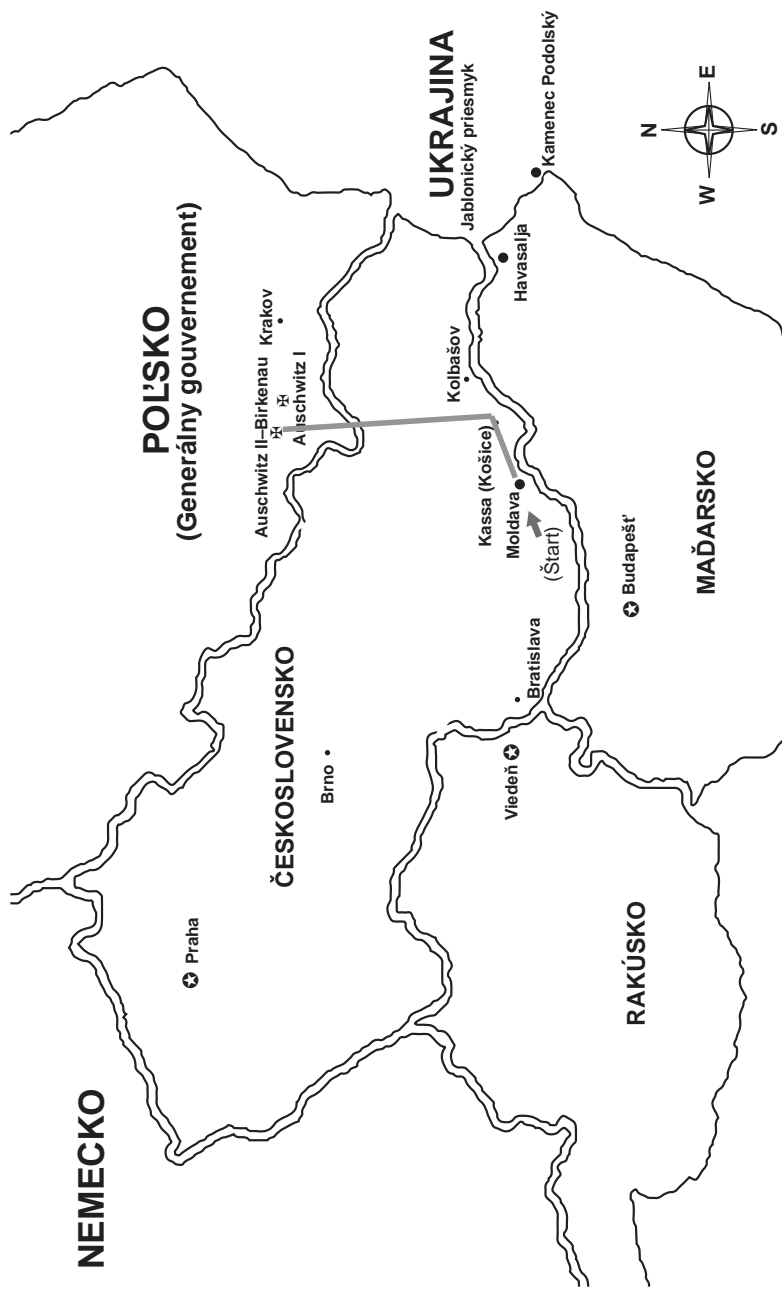 NEMECKO
POĽSKO
(Generálny gouvernement)
Auschwitz II–Birkenau
Krakov
Auschwitz I
Praha
ČESKOSLOVENSKO
Brno
UKRAJINA
Jablonický priesmyk
Kolbašov
Kassa (Košice)
Moldava
(Štart)
Havasalja
Kamenec Podolský
Viedeň
Bratislava
Budapešť
RAKÚSKO
MAĎARSKO
N
W
E
S